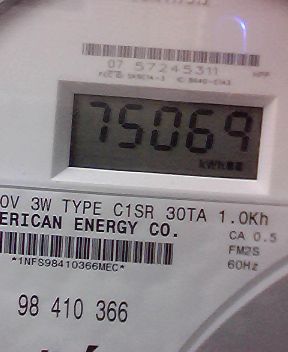 07 57245311
HPP
75069
kWh
0V 3W TYPE C1SR 30TA 1.0Kh
ERICAN ENERGY CO.
CA 0.5
*1NFS98410366MEC*
FM2S
60Hz
98 410 366